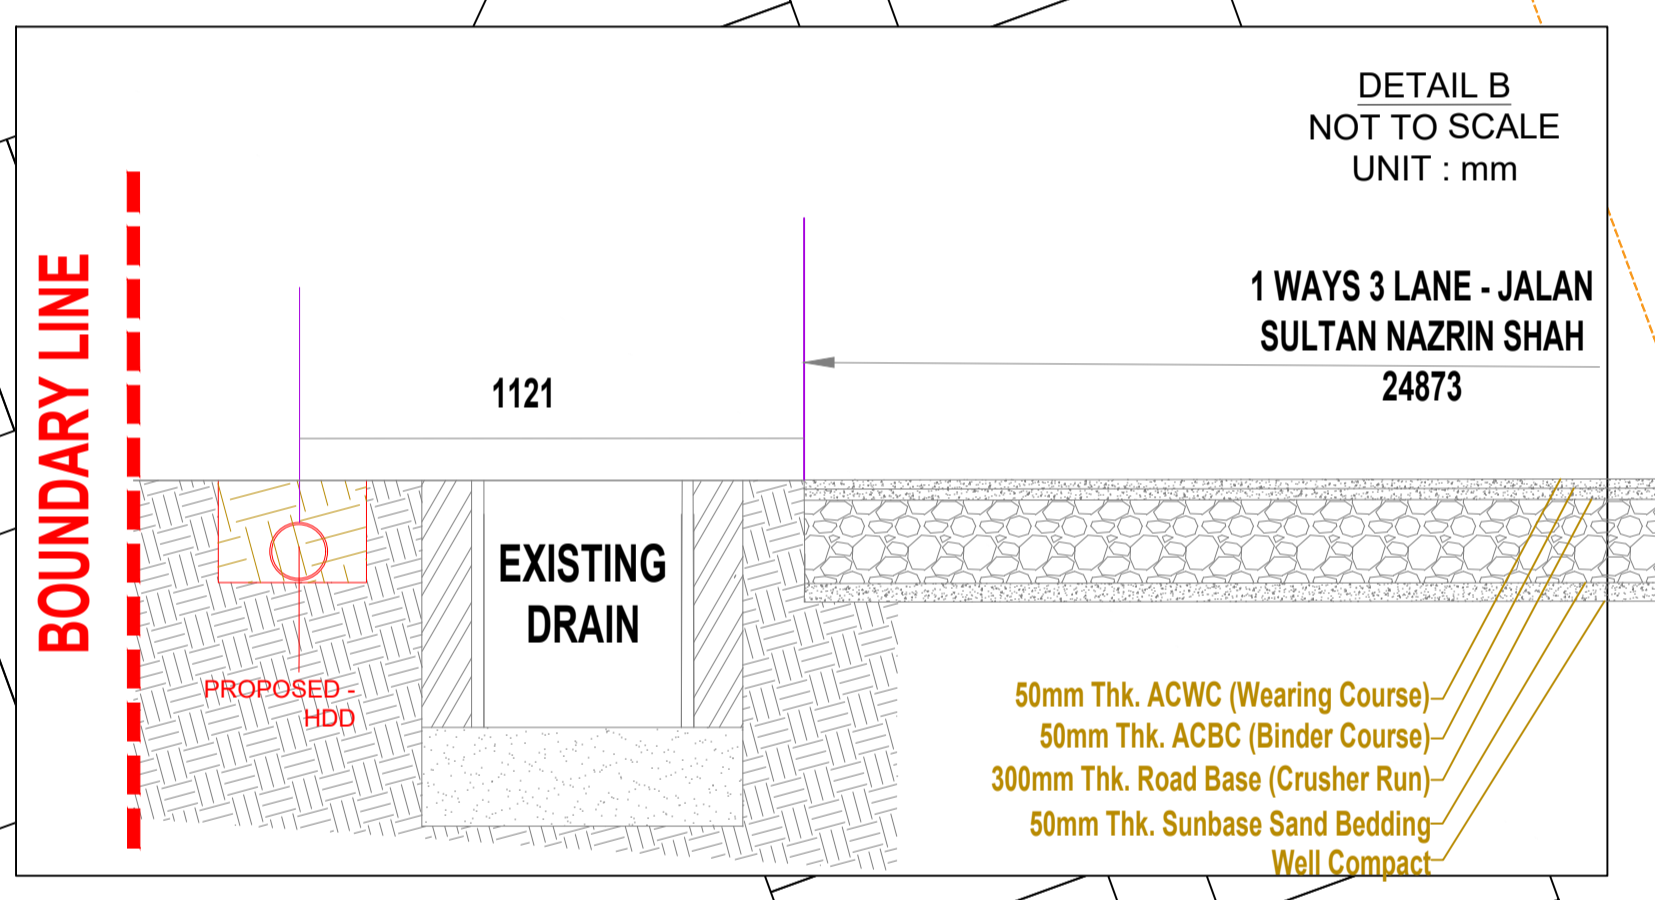 DETAIL B
NOT TO SCALE
UNIT : mm
BOUNDARY LINE
1 WAYS 3 LANE - JALAN
SULTAN NAZRIN SHAH
24873
1121
EXISTING
DRAIN
PROPOSED -
HDD
50mm Thk. ACWC (Wearing Course)
50mm Thk. ACBC (Binder Course)
300mm Thk. Road Base (Crusher Run)
50mm Thk. Sunbase Sand Bedding
Well Compact